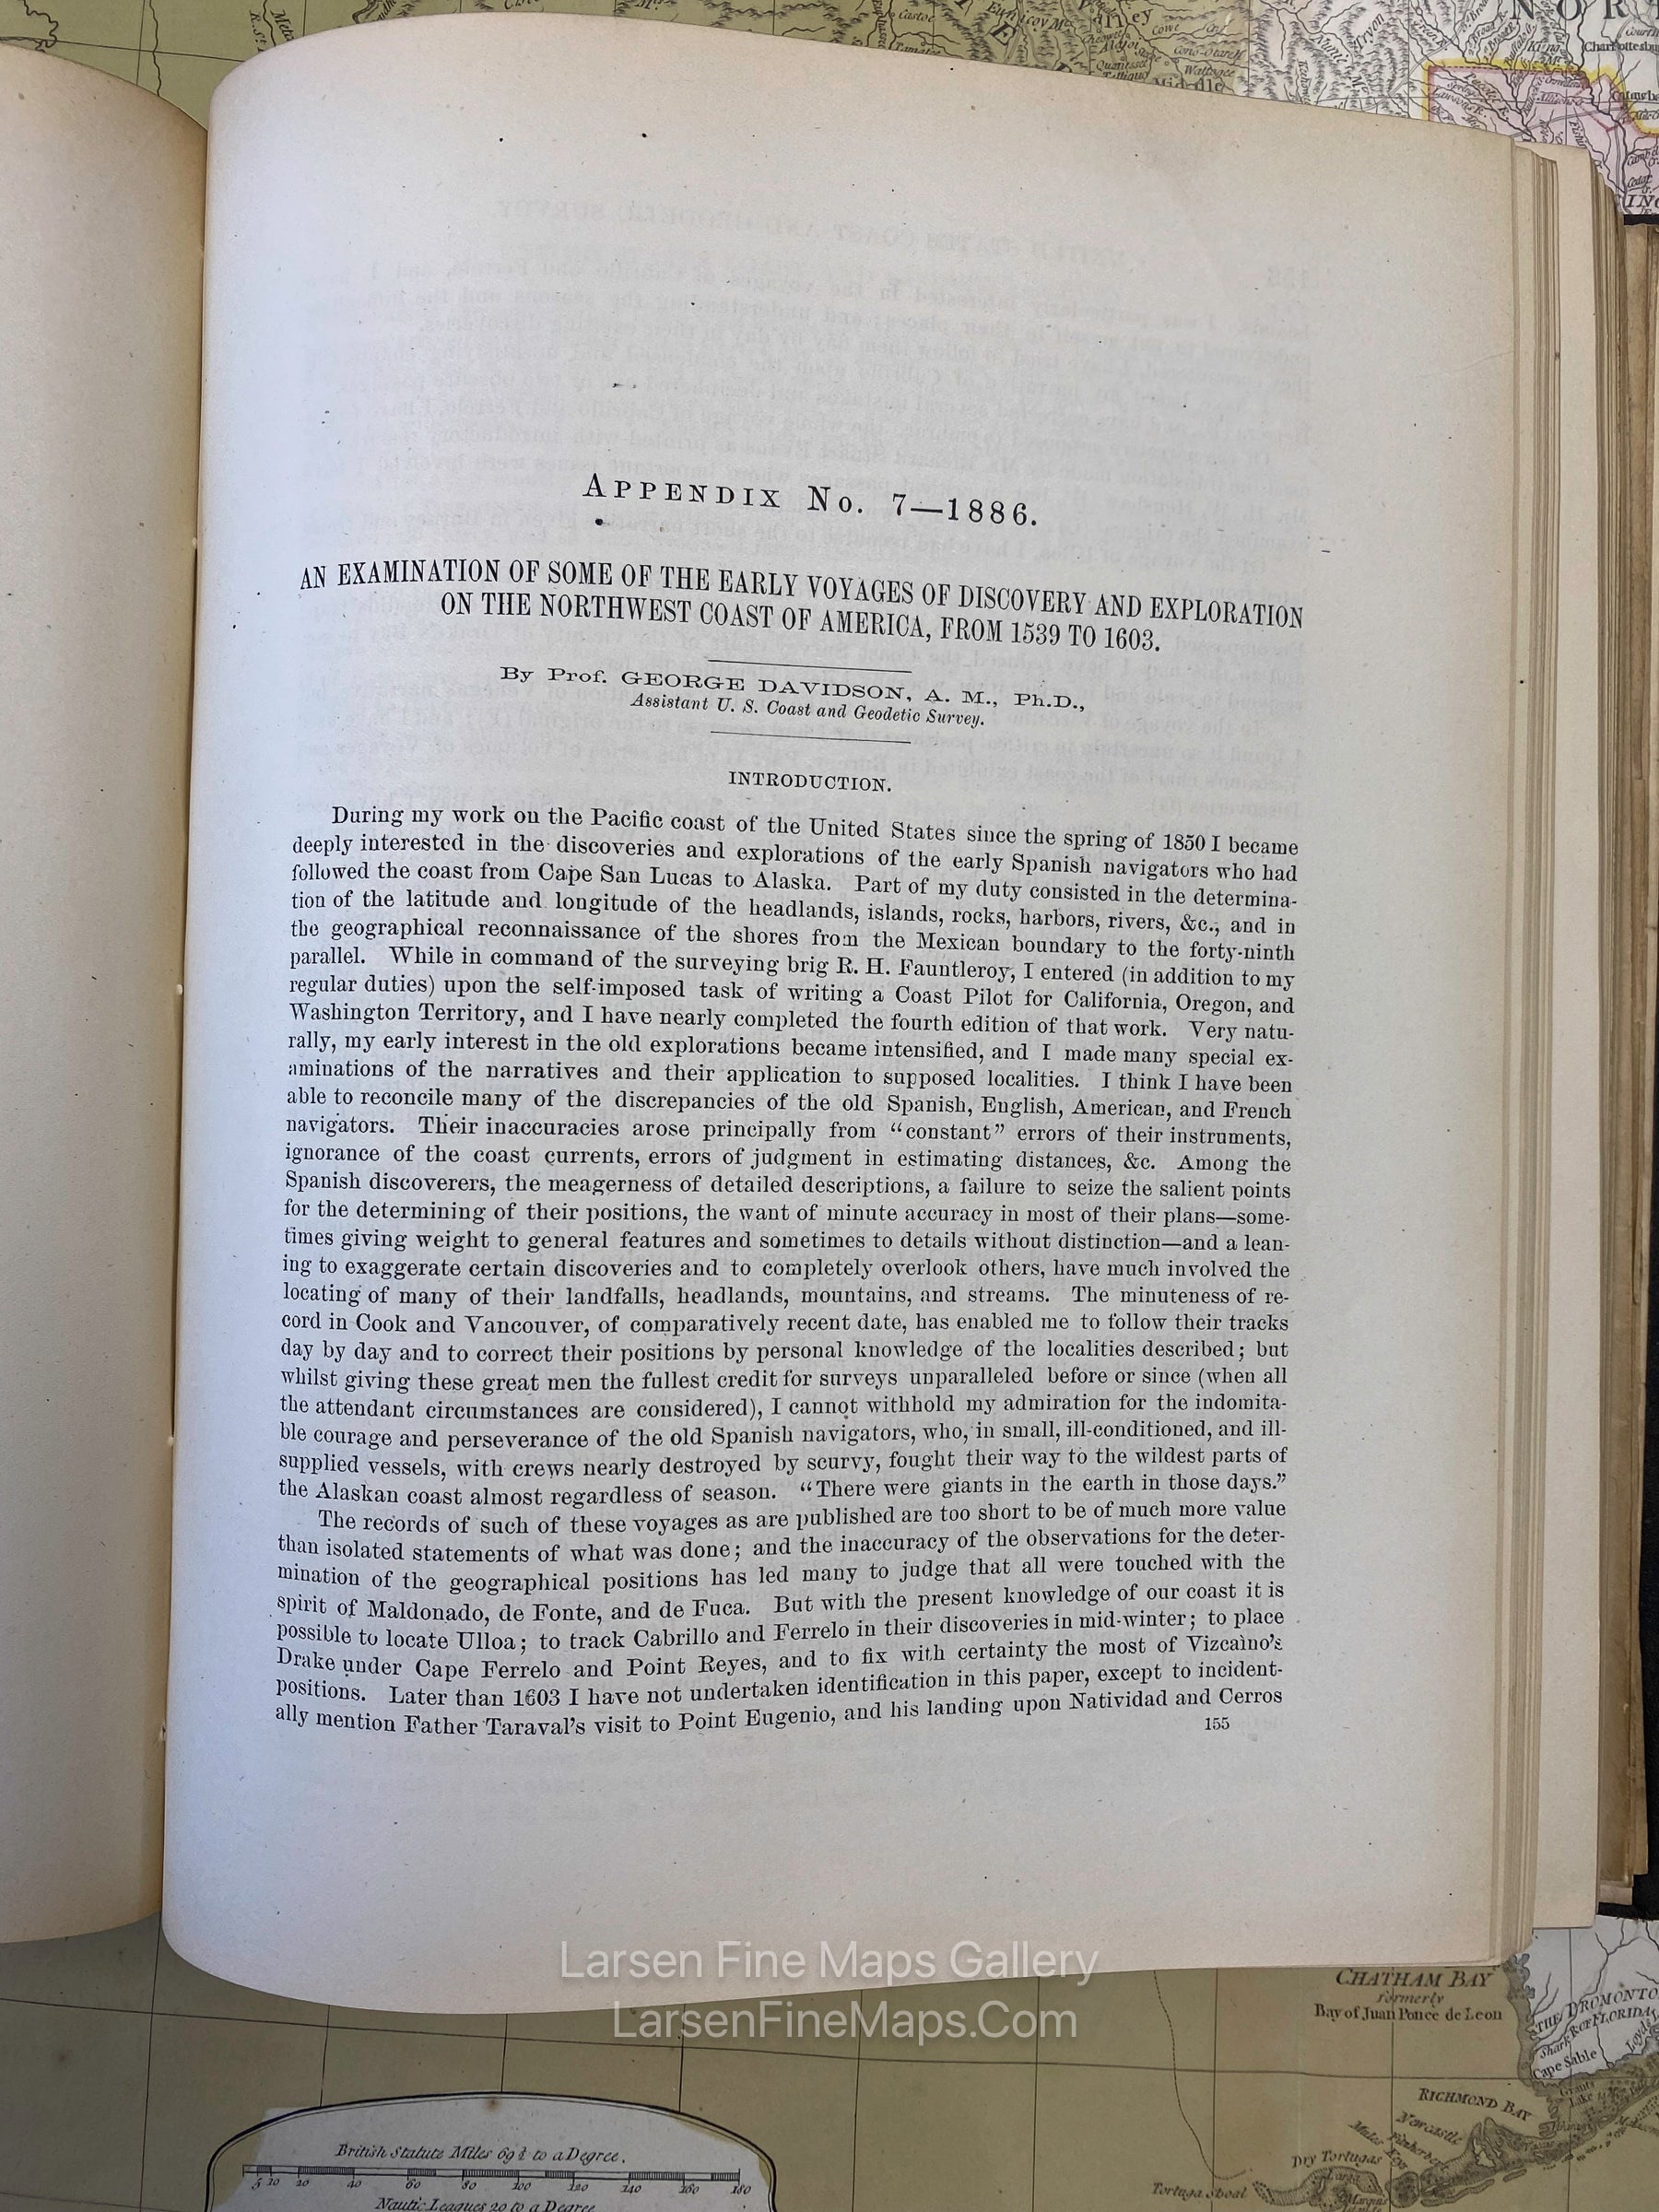 APPENDIX No. 7—1886.
AN EXAMINATION OF SOME OF THE EARLY VOYAGES OF DISCOVERY AND EXPLORATION
ON THE NORTHWEST COAST OF AMERICA, FROM 1539 TO 1603.
By Prof. GEORGE DAVIDSON, A. M., Ph.D.,
Assistant U. S. Coast and Geodetic Survey.
INTRODUCTION.
During my work on the Pacific coast of the United States since the spring of 1850 I became
deeply interested in the discoveries and explorations of the early Spanish navigators who had
followed the coast from Cape San Lucas to Alaska. Part of my duty consisted in the determina-
tion of the latitude and longitude of the headlands, islands, rocks, harbors, rivers, &c., and in
the geographical reconnaissance of the shores from the Mexican boundary to the forty-ninth
parallel. While in command of the surveying brig R. H. Fauntleroy, I entered (in addition to my
regular duties) upon the self-imposed task of writing a Coast Pilot for California, Oregon, and
Washington Territory, and I have nearly completed the fourth edition of that work. Very natu-
rally, my early interest in the old explorations became intensified, and I made many special ex-
aminations of the narratives and their application to supposed localities. I think I have been
able to reconcile many of the discrepancies of the old Spanish, English, American, and French
navigators. Their inaccuracies arose principally from "constant" errors of their instruments,
ignorance of the coast currents, errors of judgment in estimating distances, &c. Among the
Spanish discoverers, the meagerness of detailed descriptions, a failure to seize the salient points
for the determining of their positions, the want of minute accuracy in most of their plans—some-
times giving weight to general features and sometimes to details without distinction—and a lean-
ing to exaggerate certain discoveries and to completely overlook others, have much involved the
locating of many of their landfalls, headlands, mountains, and streams. The minuteness of re-
cord in Cook and Vancouver, of comparatively recent date, has enabled me to follow their tracks
day by day and to correct their positions by personal knowledge of the localities described; but
whilst giving these great men the fullest credit for surveys unparalleled before or since (when all
the attendant circumstances are considered), I cannot withhold my admiration for the indomita-
ble courage and perseverance of the old Spanish navigators, who, in small, ill-conditioned, and ill-
supplied vessels, with crews nearly destroyed by scurvy, fought their way to the wildest parts of
the Alaskan coast almost regardless of season. "There were giants in the earth in those days."
The records of such of these voyages as are published are too short to be of much more value
than isolated statements of what was done; and the inaccuracy of the observations for the deter-
mination of the geographical positions has led many to judge that all were touched with the
spirit of Maldonado, de Fonte, and de Fuca. But with the present knowledge of our coast it is
possible to locate Ulloa; to track Cabrillo and Ferrelo in their discoveries in mid-winter; to place
Drake under Cape Ferrelo and Point Reyes, and to fix with certainty the most of Vizcaino's
positions. Later than 1603 I have not undertaken identification in this paper, except to incident-
ally mention Father Taraval's visit to Point Eugenio, and his landing upon Natividad and Cerros
155
Larsen Fine Maps Gallery
LarsenFineMaps.Com
CHATHAM BAY
formerly
Bay of Juan Ponce de Leon
Cape Sable
RICHMOND BAY
Newcastle
Dry Tortugas
Tortuga Shoal
British Statute Miles 69½ to a Degree.
5 10 20 40 60 80 100 120 140 160 180
Nautic Leagues 20 to a Degree